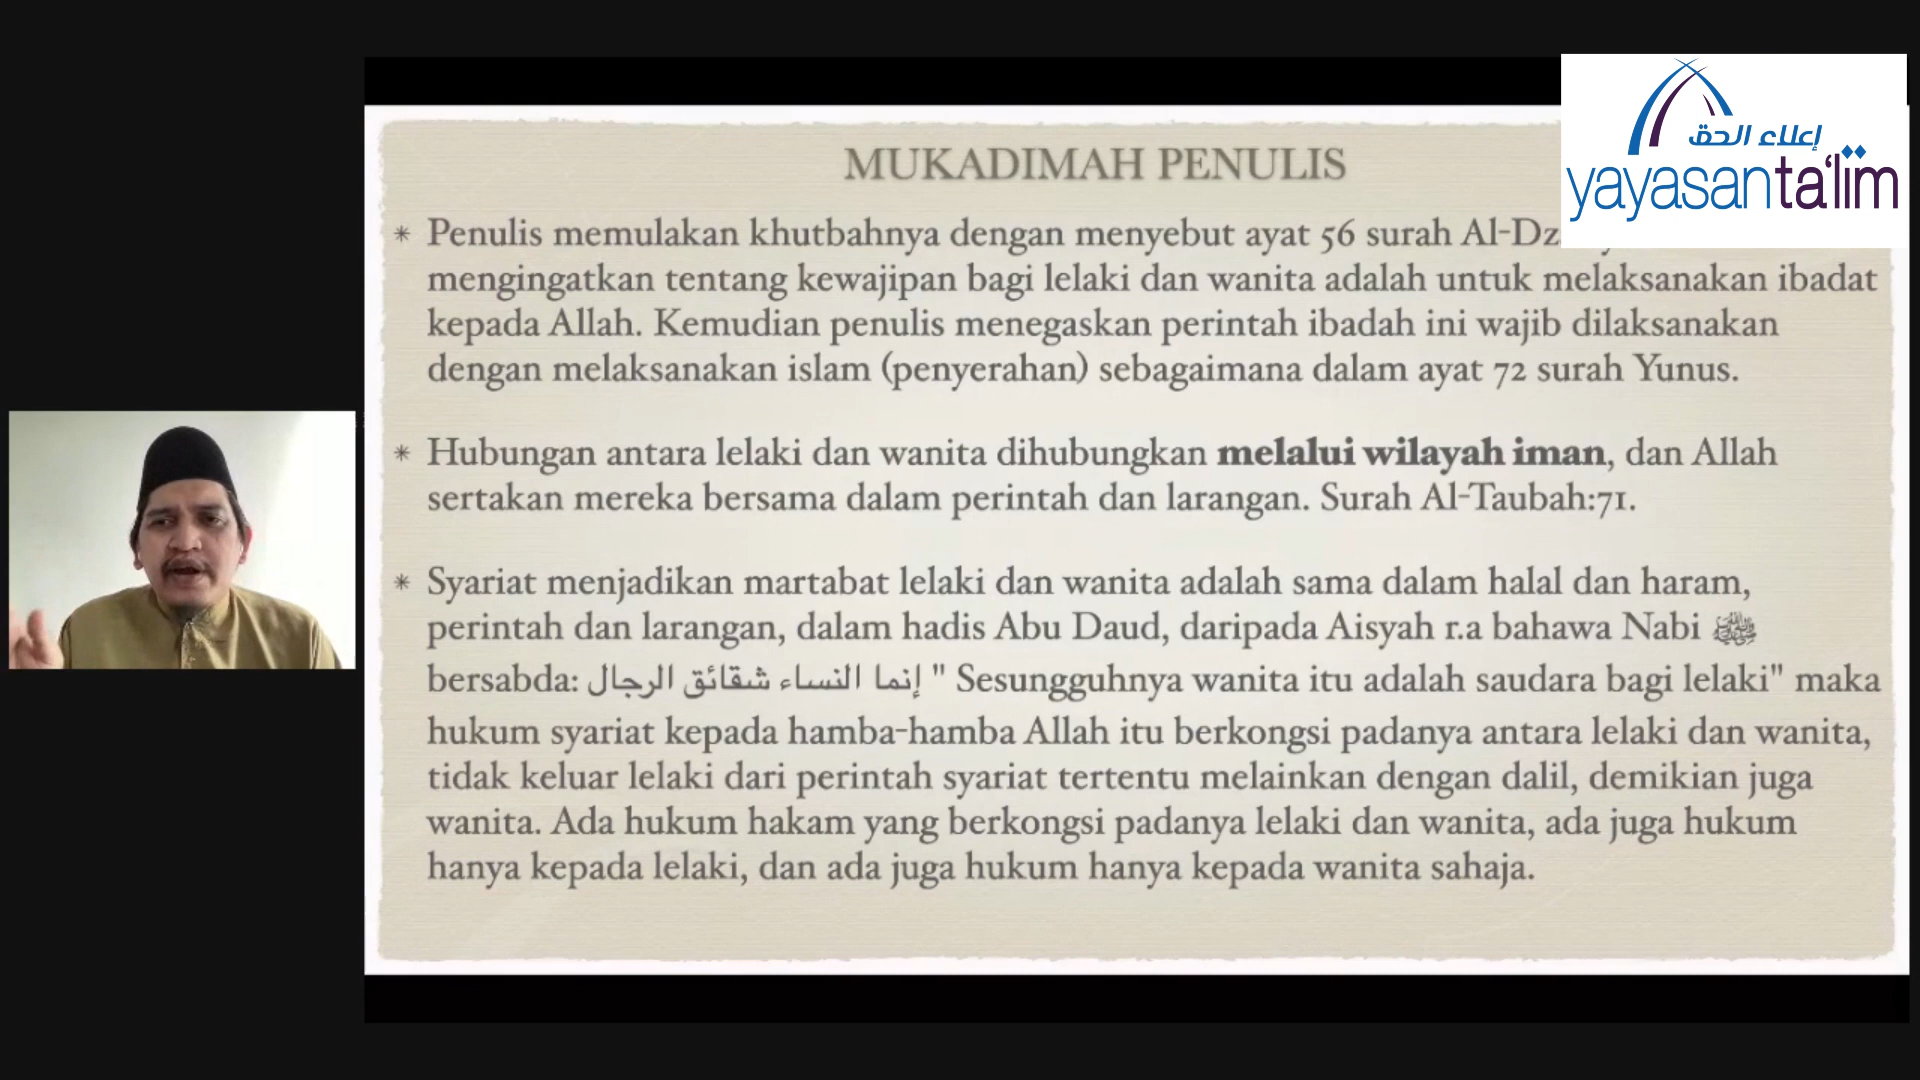 إعلاء الحق
yayasanta'lim
MUKADIMAH PENULIS
* Penulis memulakan khutbahnya dengan menyebut ayat 56 surah
mengingatkan tentang kewajipan bagi lelaki dan wanita adalah untuk melaksanakan ibadat
kepada Allah. Kemudian penulis menegaskan perintah ibadah ini wajib dilaksanakan
dengan melaksanakan islam (penyerahan) sebagaimana dalam ayat 72 surah Yunus.
* Hubungan antara lelaki dan wanita dihubungkan melalui wilayah iman, dan Allah
sertakan mereka bersama dalam perintah dan larangan. Surah Al-Taubah:71.
* Syariat menjadikan martabat lelaki dan wanita adalah sama dalam halal dan haram,
perintah dan larangan, dalam hadis Abu Daud, daripada Aisyah r.a bahawa Nabi ﷺ
bersabda: إنما النساء شقائق الرجال " Sesungguhnya wanita itu adalah saudara bagi lelaki" maka
hukum syariat kepada hamba-hamba Allah itu berkongsi padanya antara lelaki dan wanita,
tidak keluar lelaki dari perintah syariat tertentu melainkan dengan dalil, demikian juga
wanita. Ada hukum hakam yang berkongsi padanya lelaki dan wanita, ada juga hukum
hanya kepada lelaki, dan ada juga hukum hanya kepada wanita sahaja.